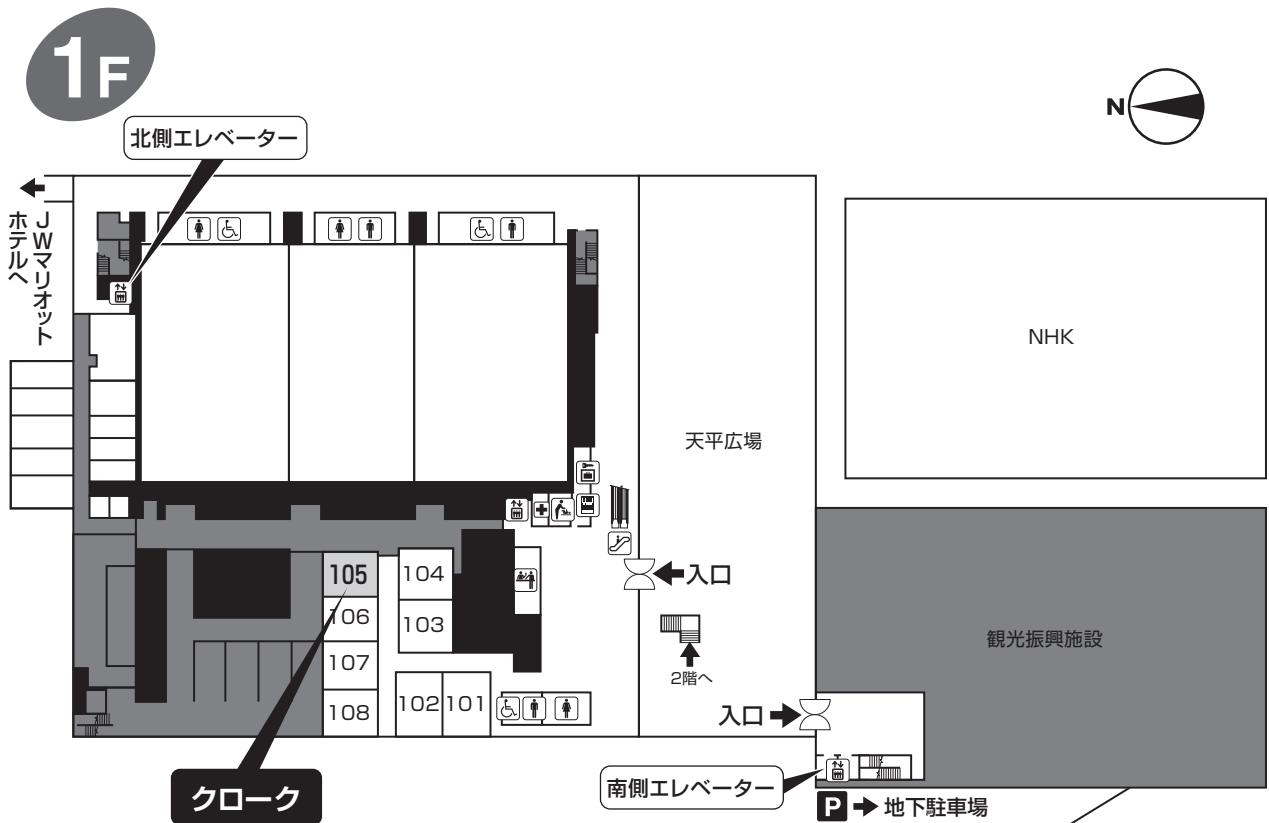 1F
N
北側エレベーター
JWマリオット
ホテルへ
NHK
天平広場
105
104
入口
106
103
107
観光振興施設
2階へ
102
101
108
入口
クローク
南側エレベーター
P
地下駐車場